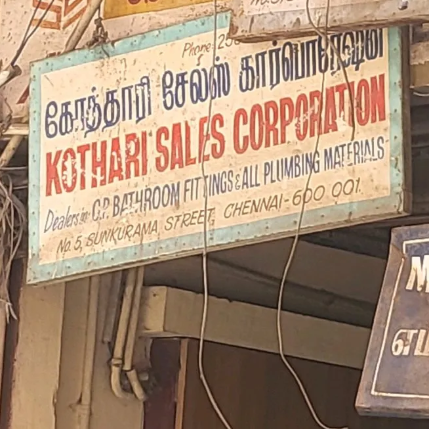 Phone
கோத்தாரி சேலஸ் கார்பொரேஷன்
KOTHARI SALES CORPORATION
Dealers in: C.P. BATHROOM FITTINGS & ALL PLUMBING MATERIALS
No. 5, SUNKURAMA STREET, CHENNAI-600 001.